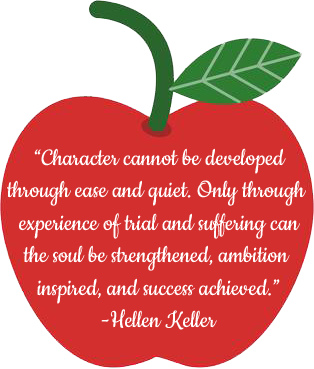 “Character cannot be developed
through ease and quiet. Only through
experience of trial and suffering can
the soul be strengthened, ambition
inspired, and success achieved.”
-Hellen Keller